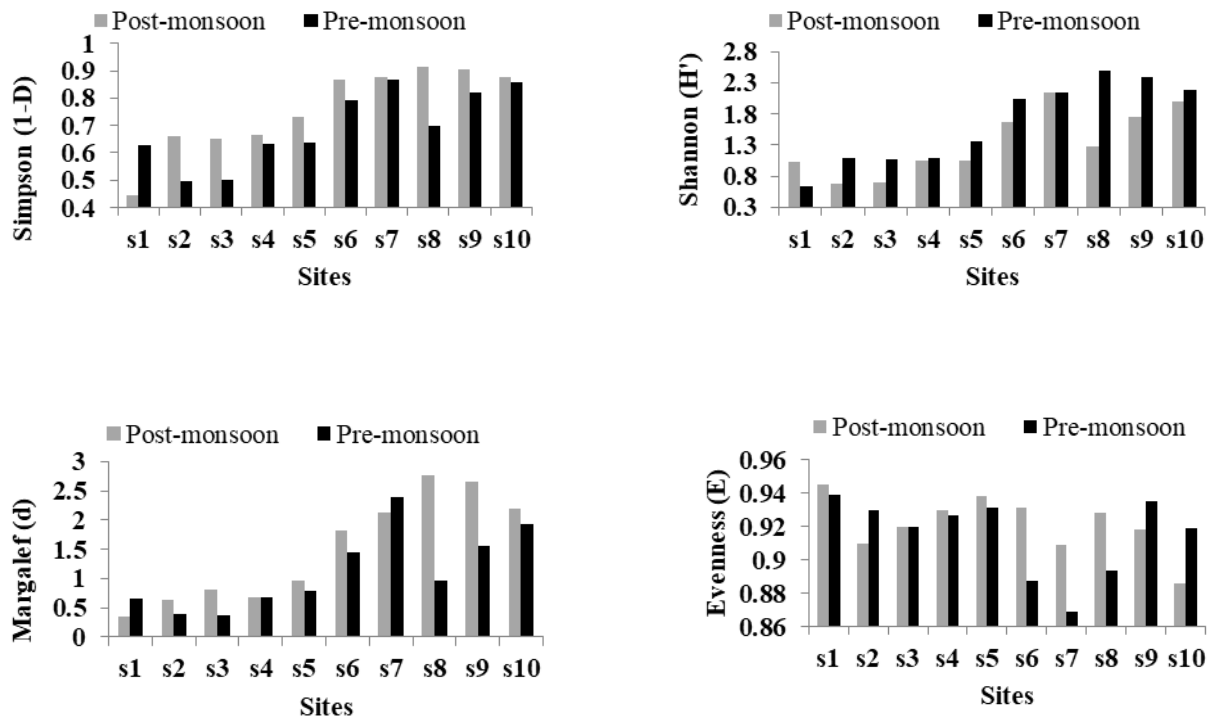 Post-monsoon Pre-monsoon
Simpson (1-D)
1
0.9
0.8
0.7
0.6
0.5
0.4
s1 s2 s3 s4 s5 s6 s7 s8 s9 s10
Sites
Post-monsoon Pre-monsoon
Shannon (H')
2.8
2.3
1.8
1.3
0.8
0.3
s1 s2 s3 s4 s5 s6 s7 s8 s9 s10
Sites
Post-monsoon Pre-monsoon
Margalef (d)
3
2.5
2
1.5
1
0.5
0
s1 s2 s3 s4 s5 s6 s7 s8 s9 s10
Sites
Post-monsoon Pre-monsoon
Evenness (E)
0.96
0.94
0.92
0.9
0.88
0.86
s1 s2 s3 s4 s5 s6 s7 s8 s9 s10
Sites